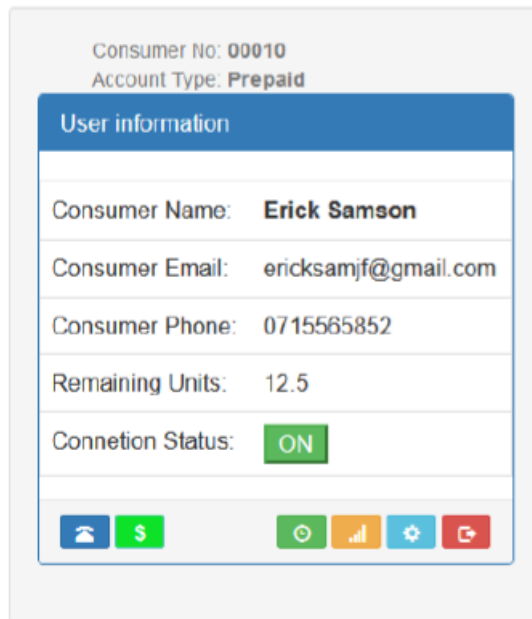 Consumer No: 00010
Account Type: Prepaid
User information
Consumer Name: Erick Samson
Consumer Email: ericksamjf@gmail.com
Consumer Phone: 0715565852
Remaining Units: 12.5
Connetion Status: ON
$